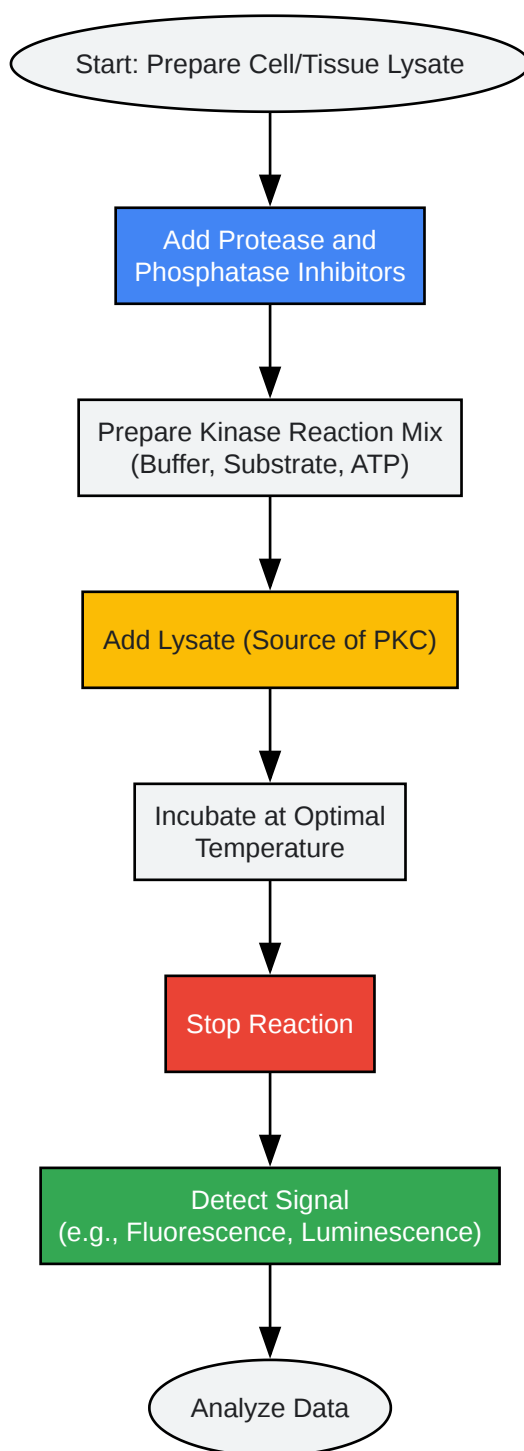 Start: Prepare Cell/Tissue Lysate
Add Protease and
Phosphatase Inhibitors
Prepare Kinase Reaction Mix
(Buffer, Substrate, ATP)
Add Lysate (Source of PKC)
Incubate at Optimal
Temperature
Stop Reaction
Detect Signal
(e.g., Fluorescence, Luminescence)
Analyze Data